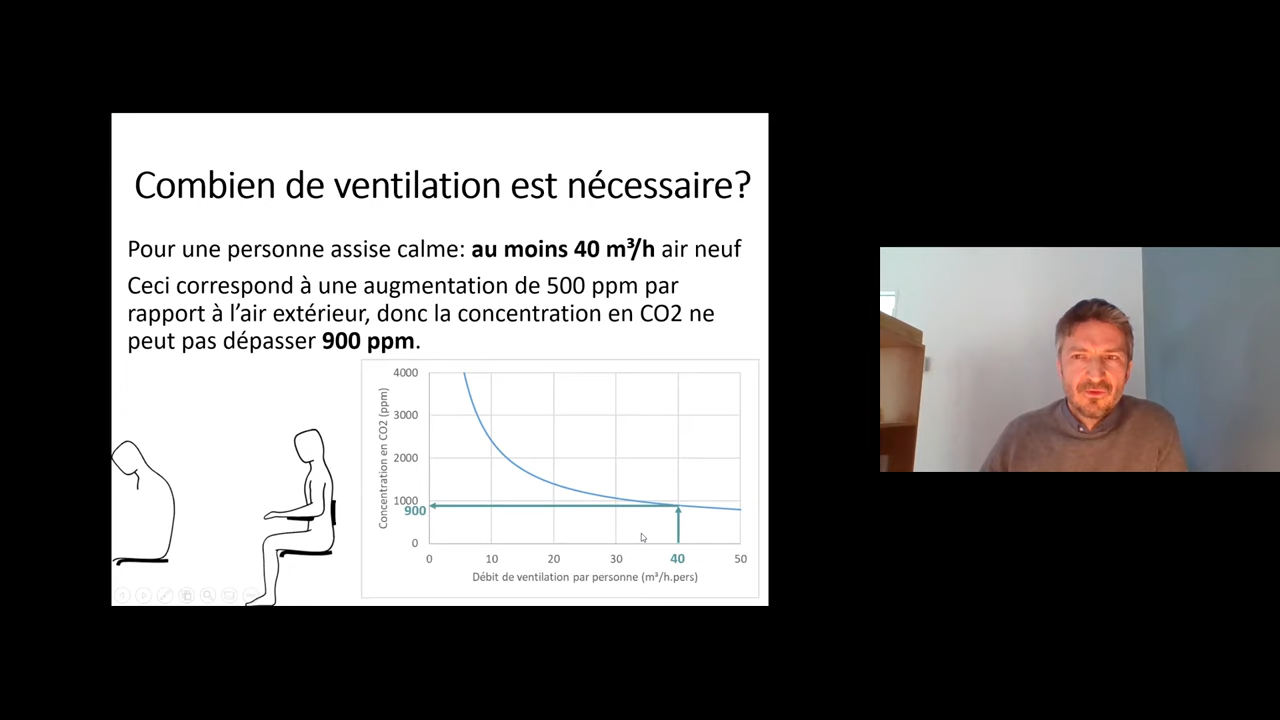 Combien de ventilation est nécessaire?
Pour une personne assise calme: au moins 40 m³/h air neuf
Ceci correspond à une augmentation de 500 ppm par
rapport à l'air extérieur, donc la concentration en CO2 ne
peut pas dépasser 900 ppm.
Concentration en CO2 (ppm)
4000
3000
2000
1000
900
0
0 10 20 30 40 50
Débit de ventilation par personne (m³/h.pers)